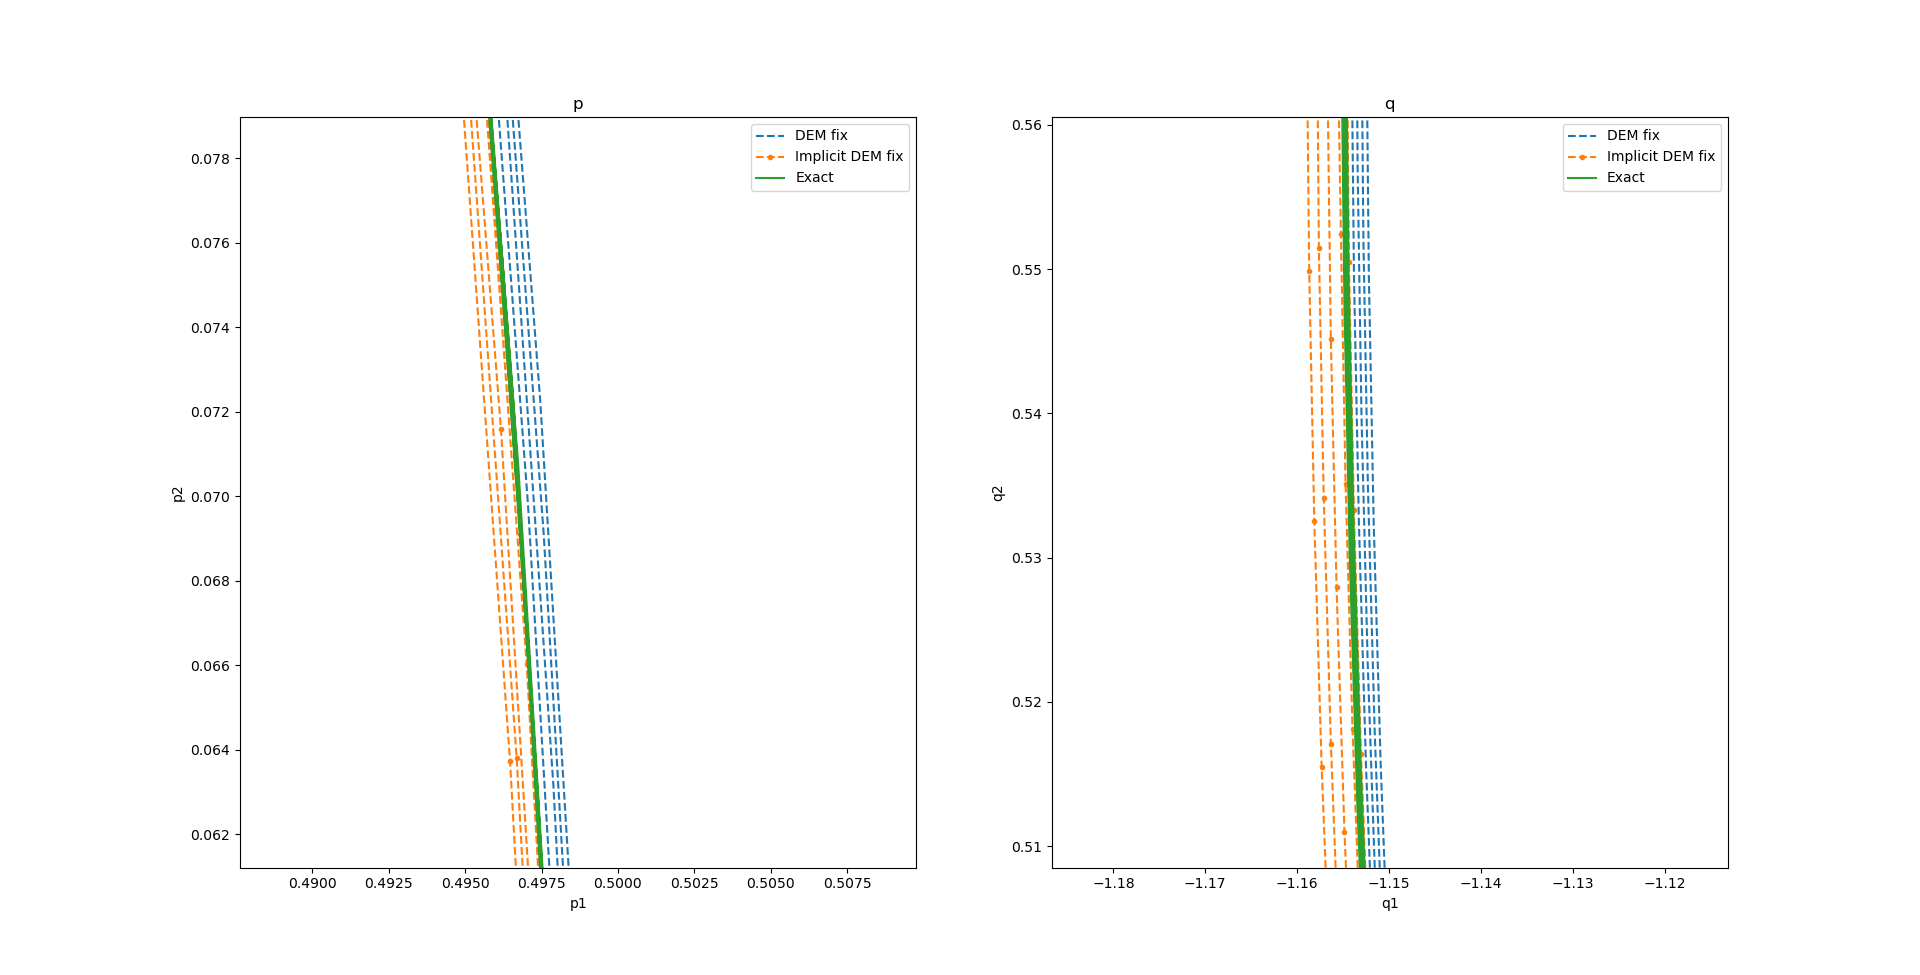 p
DEM fix
Implicit DEM fix
Exact
0.078
0.076
0.074
0.072
0.070
0.068
0.066
0.064
0.062
p2
0.4900
0.4925
0.4950
0.4975
0.5000
0.5025
0.5050
0.5075
p1
q
DEM fix
Implicit DEM fix
Exact
0.56
0.55
0.54
0.53
0.52
0.51
q2
−1.18
−1.17
−1.16
−1.15
−1.14
−1.13
−1.12
q1